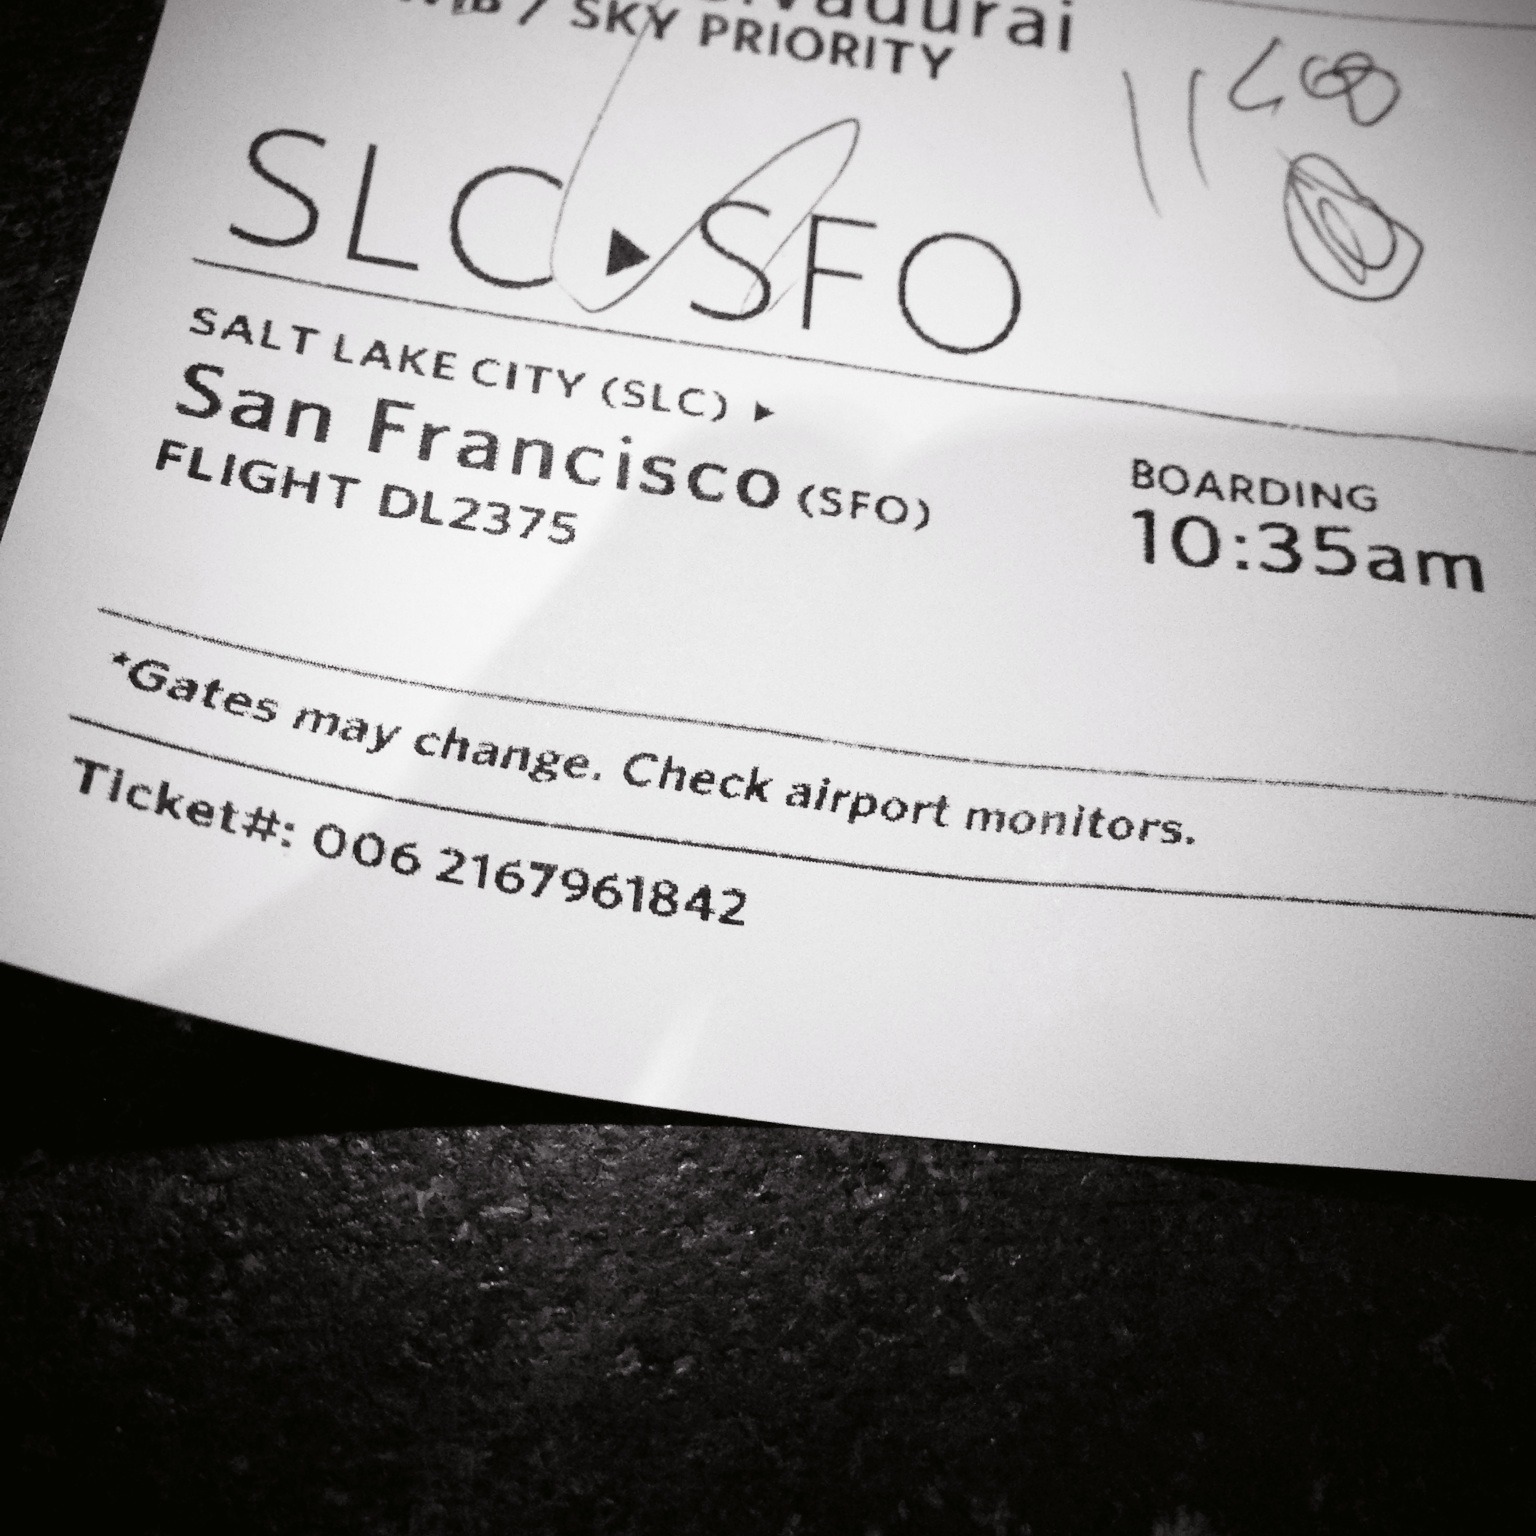 / SKY PRIORITY
SLC ▸ SFO
SALT LAKE CITY (SLC) ▸
San Francisco (SFO)
FLIGHT DL2375
BOARDING
10:35am
*Gates may change. Check airport monitors.
Ticket#: 006 2167961842